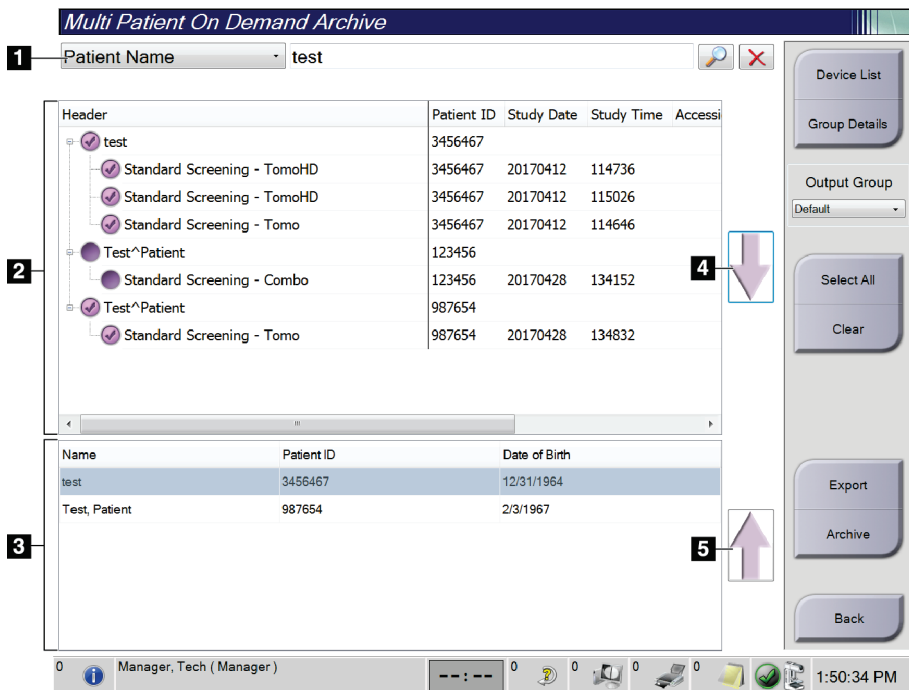 Multi Patient On Demand Archive
1
Patient Name
test
Device List
Group Details
Output Group
Default
Select All
Clear
2
Header Patient ID Study Date Study Time Accessi
test 3456467
Standard Screening - TomoHD 3456467 20170412 114736
Standard Screening - TomoHD 3456467 20170412 115026
Standard Screening - Tomo 3456467 20170412 114646
Test^Patient 123456
Standard Screening - Combo 123456 20170428 134152
Test^Patient 987654
Standard Screening - Tomo 987654 20170428 134832
4
3
Name Patient ID Date of Birth
test 3456467 12/31/1964
Test, Patient 987654 2/3/1967
5
Export
Archive
Back
0 Manager, Tech ( Manager ) --:-- 0 0 0 0 1:50:34 PM